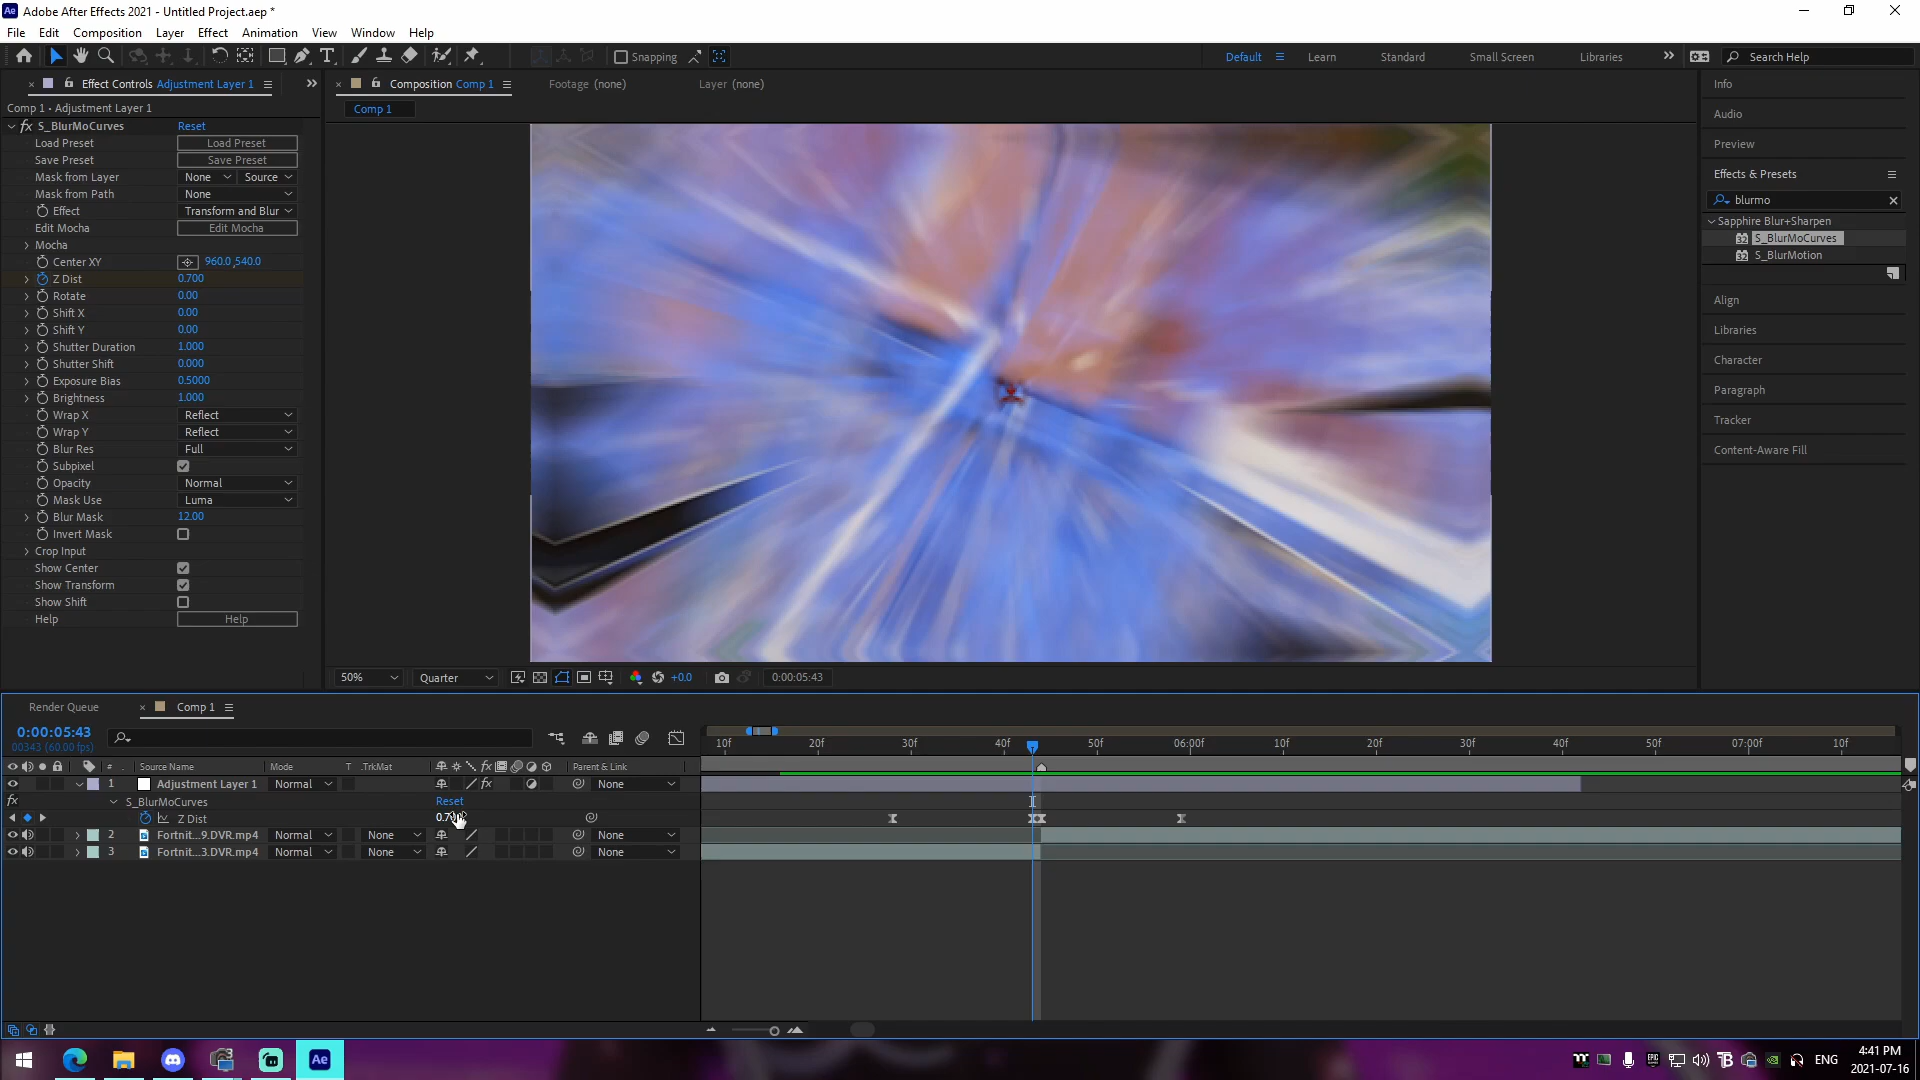 Adobe After Effects 2021 - Untitled Project.aep *
File Edit Composition Layer Effect Animation View Window Help
Snapping
Default Learn Standard Small Screen Libraries Search Help
Effect Controls Adjustment Layer 1
Comp 1 • Adjustment Layer 1
fx S_BlurMoCurves Reset
Load Preset Load Preset
Save Preset Save Preset
Mask from Layer None Source
Mask from Path None
Effect Transform and Blur
Edit Mocha Edit Mocha
Mocha
Center XY 960.0,540.0
Z Dist 0.700
Rotate 0.00
Shift X 0.00
Shift Y 0.00
Shutter Duration 1.000
Shutter Shift 0.000
Exposure Bias 0.5000
Brightness 1.000
Wrap X Reflect
Wrap Y Reflect
Blur Res Full
Subpixel
Opacity Normal
Mask Use Luma
Blur Mask 12.00
Invert Mask
Crop Input
Show Center
Show Transform
Show Shift
Help Help
Composition Comp 1 Footage (none) Layer (none)
Comp 1
50% Quarter +0.0 0:00:05:43
Info
Audio
Preview
Effects & Presets
blurmo
Sapphire Blur+Sharpen
32 S_BlurMoCurves
32 S_BlurMotion
Align
Libraries
Character
Paragraph
Tracker
Content-Aware Fill
Render Queue Comp 1
0:00:05:43
00343 (60.00 fps)
10f 20f 30f 40f 50f 06:00f 10f 20f 30f 40f 50f 07:00f 10f
# Source Name Mode T .TrkMat fx Parent & Link
1 Adjustment Layer 1 Normal fx None
fx S_BlurMoCurves Reset
Z Dist
2 Fortnit...9.DVR.mp4 Normal None None
3 Fortnit...3.DVR.mp4 Normal None None
Ae
ENG
4:41 PM
2021-07-16